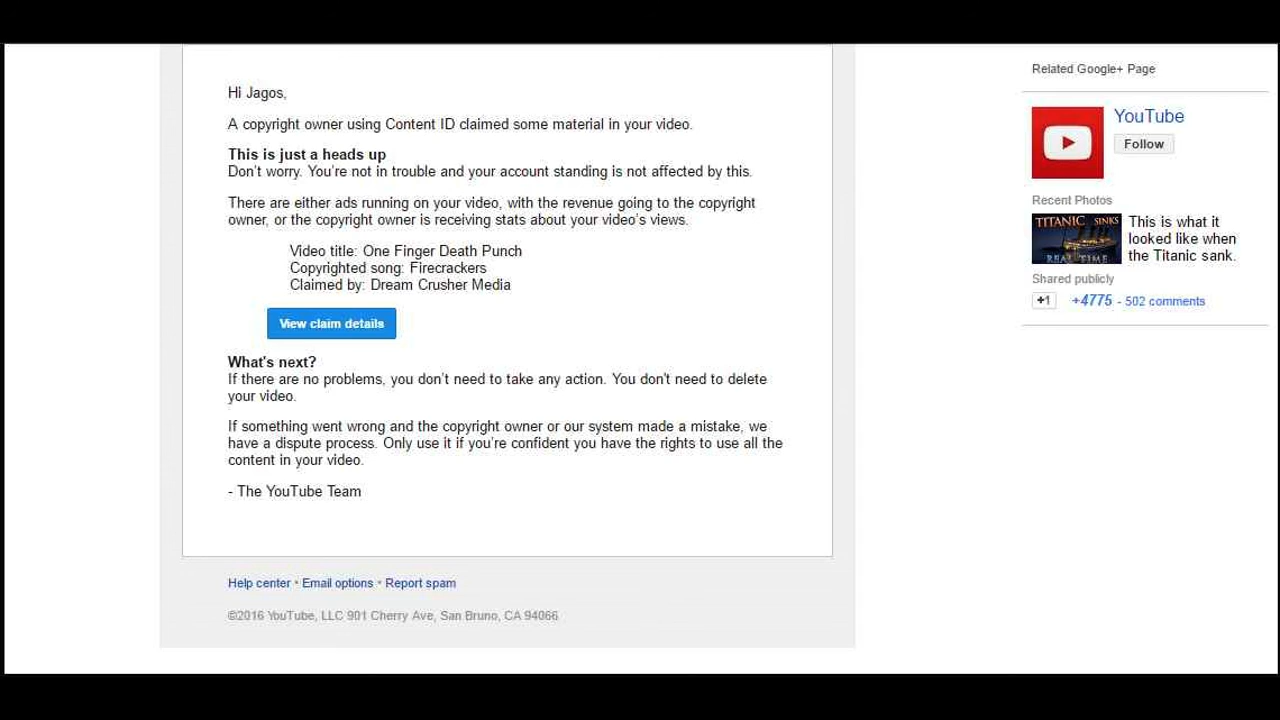 Hi Jagos,
A copyright owner using Content ID claimed some material in your video.
This is just a heads up
Don't worry. You're not in trouble and your account standing is not affected by this.
There are either ads running on your video, with the revenue going to the copyright
owner, or the copyright owner is receiving stats about your video's views.
Video title: One Finger Death Punch
Copyrighted song: Firecrackers
Claimed by: Dream Crusher Media
View claim details
What's next?
If there are no problems, you don't need to take any action. You don't need to delete
your video.
If something went wrong and the copyright owner or our system made a mistake, we
have a dispute process. Only use it if you're confident you have the rights to use all the
content in your video.
- The YouTube Team
Help center • Email options • Report spam
©2016 YouTube, LLC 901 Cherry Ave, San Bruno, CA 94066
Related Google+ Page
YouTube
Follow
Recent Photos
TITANIC SINKS
REAL TIME
This is what it
looked like when
the Titanic sank.
Shared publicly
+1 +4775 - 502 comments